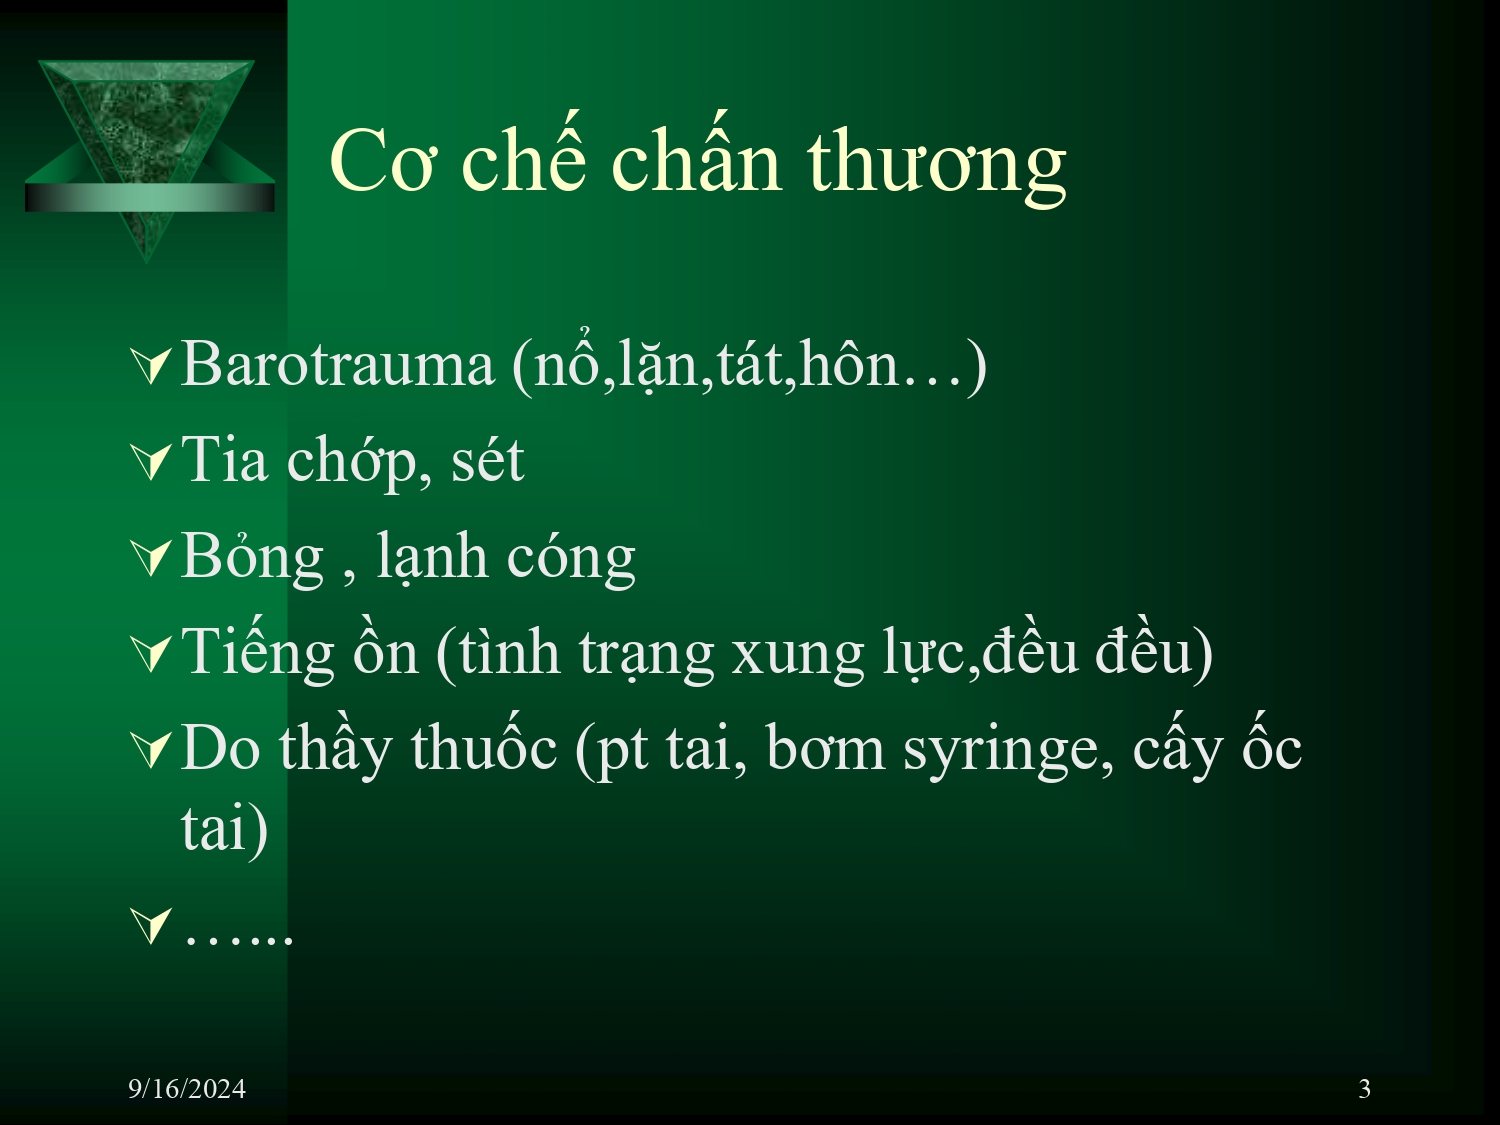 Cơ chế chấn thương
Barotrauma (nổ,lặn,tát,hôn…)
Tia chớp, sét
Bỏng , lạnh cóng
Tiếng ồn (tình trạng xung lực,đều đều)
Do thầy thuốc (pt tai, bơm syringe, cấy ốc
tai)
…...
9/16/2024
3